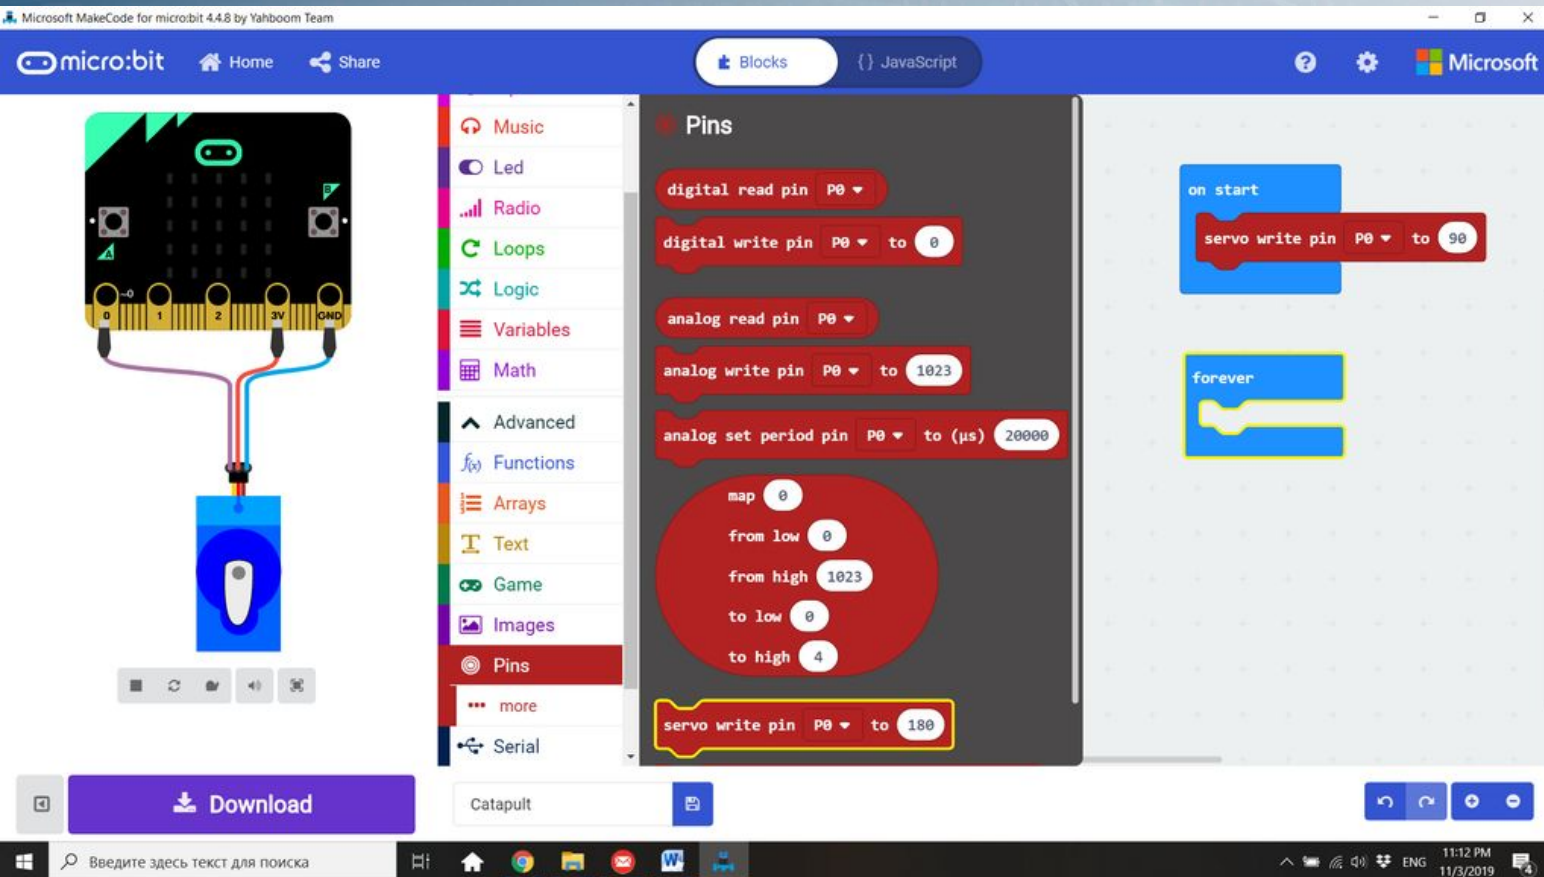 Microsoft MakeCode for micro:bit 4.4.8 by Yahboom Team
micro:bit Home Share Blocks {} JavaScript ? Microsoft
B
A
0 ~0 1 2 3V GND
Music
Led
Radio
Loops
Logic
Variables
Math
Advanced
f(x) Functions
Arrays
Text
Game
Images
Pins
more
Serial
Pins
digital read pin P0
digital write pin P0 to 0
analog read pin P0
analog write pin P0 to 1023
analog set period pin P0 to (µs) 20000
map 0
from low 0
from high 1023
to low 0
to high 4
servo write pin P0 to 180
on start
servo write pin P0 to 90
forever
Download
Catapult
Введите здесь текст для поиска
ENG
11:12 PM
11/3/2019
4